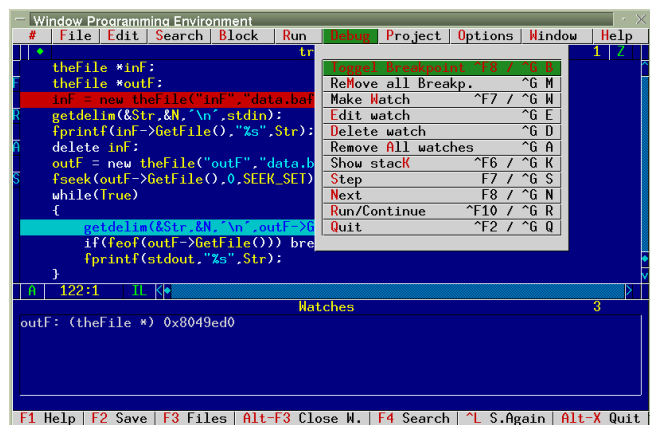 Window Programming Environment
# File Edit Search Block Run Debug Project Options Window Help
tr 1 Z
theFile *inF;
theFile *outF;
inF = new theFile("inF","data.baf
getdelim(&Str,&N,'\n',stdin);
fprintf(inF->GetFile(),"%s",Str);
delete inF;
outF = new theFile("outF","data.b
fseek(outF->GetFile(),0,SEEK_SET)
while(True)
{
getdelim(&Str,&N,'\n',outF->G
if(feof(outF->GetFile())) bre
fprintf(stdout,"%s",Str);
}
F
R
A
S
Toggel Breakpoint ^F8 / ^G B
ReMove all Breakp. ^G M
Make Watch ^F7 / ^G W
Edit watch ^G E
Delete watch ^G D
Remove All watches ^G A
Show stacK ^F6 / ^G K
Step F7 / ^G S
Next F8 / ^G N
Run/Continue ^F10 / ^G R
Quit ^F2 / ^G Q
A 122:1 IL
Watches 3
outF: (theFile *) 0x8049ed0
F1 Help F2 Save F3 Files Alt-F3 Close W. F4 Search ^L S.Again Alt-X Quit